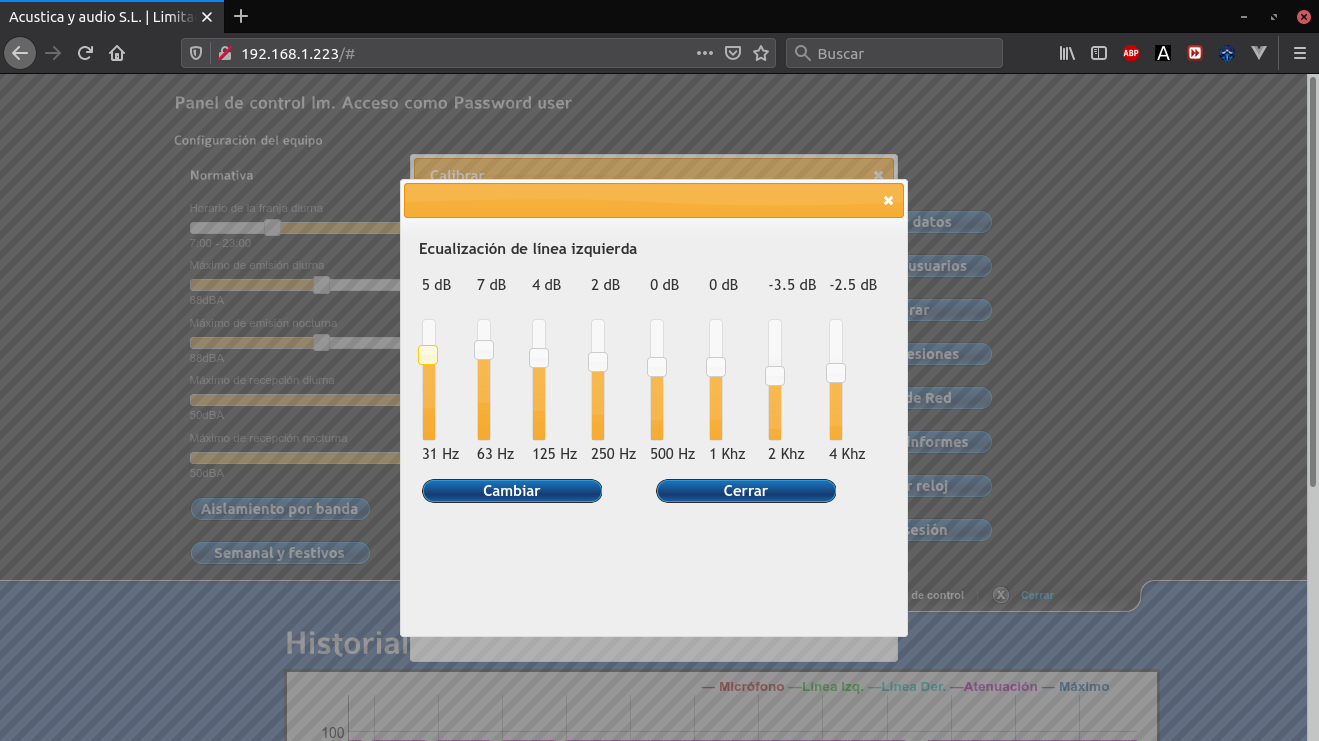 Acustica y audio S.L. | Limita
192.168.1.223/#
Buscar
ABP
A
Panel de control lm. Acceso como Password user
Configuración del equipo
Normativa
Horario de la franja diurna
7:00 - 23:00
Máximo de emisión diurna
88dBA
Máximo de emisión nocturna
88dBA
Máximo de recepción diurna
50dBA
Máximo de recepción nocturna
50dBA
Aislamiento por banda
Semanal y festivos
Calibrar
Ecualización de línea izquierda
5 dB 7 dB 4 dB 2 dB 0 dB 0 dB -3.5 dB -2.5 dB
31 Hz 63 Hz 125 Hz 250 Hz 500 Hz 1 Khz 2 Khz 4 Khz
Cambiar Cerrar
datos
usuarios
rar
esiones
de Red
informes
r reloj
sesión
de control
X Cerrar
Historial
— Micrófono — Línea Izq. — Línea Der. — Atenuación — Máximo
100